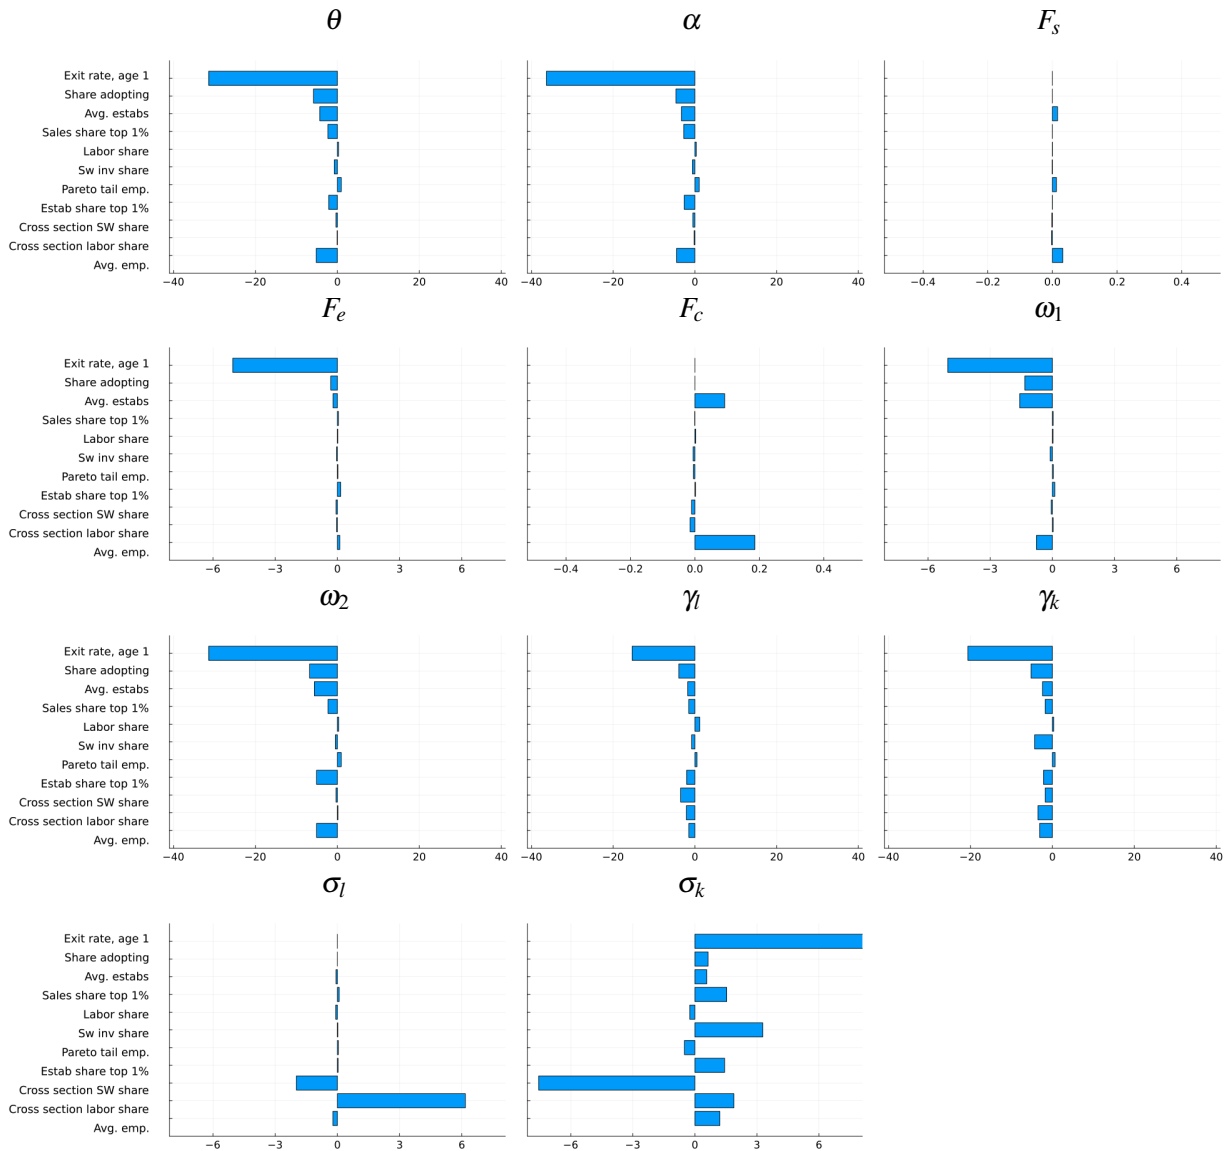 θ α F_s
Exit rate, age 1
Share adopting
Avg. estabs
Sales share top 1%
Labor share
Sw inv share
Pareto tail emp.
Estab share top 1%
Cross section SW share
Cross section labor share
Avg. emp.
−40 −20 0 20 40 −40 −20 0 20 40 −0.4 −0.2 0.0 0.2 0.4
F_e F_c ω_1
Exit rate, age 1
Share adopting
Avg. estabs
Sales share top 1%
Labor share
Sw inv share
Pareto tail emp.
Estab share top 1%
Cross section SW share
Cross section labor share
Avg. emp.
−6 −3 0 3 6 −0.4 −0.2 0.0 0.2 0.4 −6 −3 0 3 6
ω_2 γ_l γ_k
Exit rate, age 1
Share adopting
Avg. estabs
Sales share top 1%
Labor share
Sw inv share
Pareto tail emp.
Estab share top 1%
Cross section SW share
Cross section labor share
Avg. emp.
−40 −20 0 20 40 −40 −20 0 20 40 −40 −20 0 20 40
σ_l σ_k
Exit rate, age 1
Share adopting
Avg. estabs
Sales share top 1%
Labor share
Sw inv share
Pareto tail emp.
Estab share top 1%
Cross section SW share
Cross section labor share
Avg. emp.
−6 −3 0 3 6 −6 −3 0 3 6